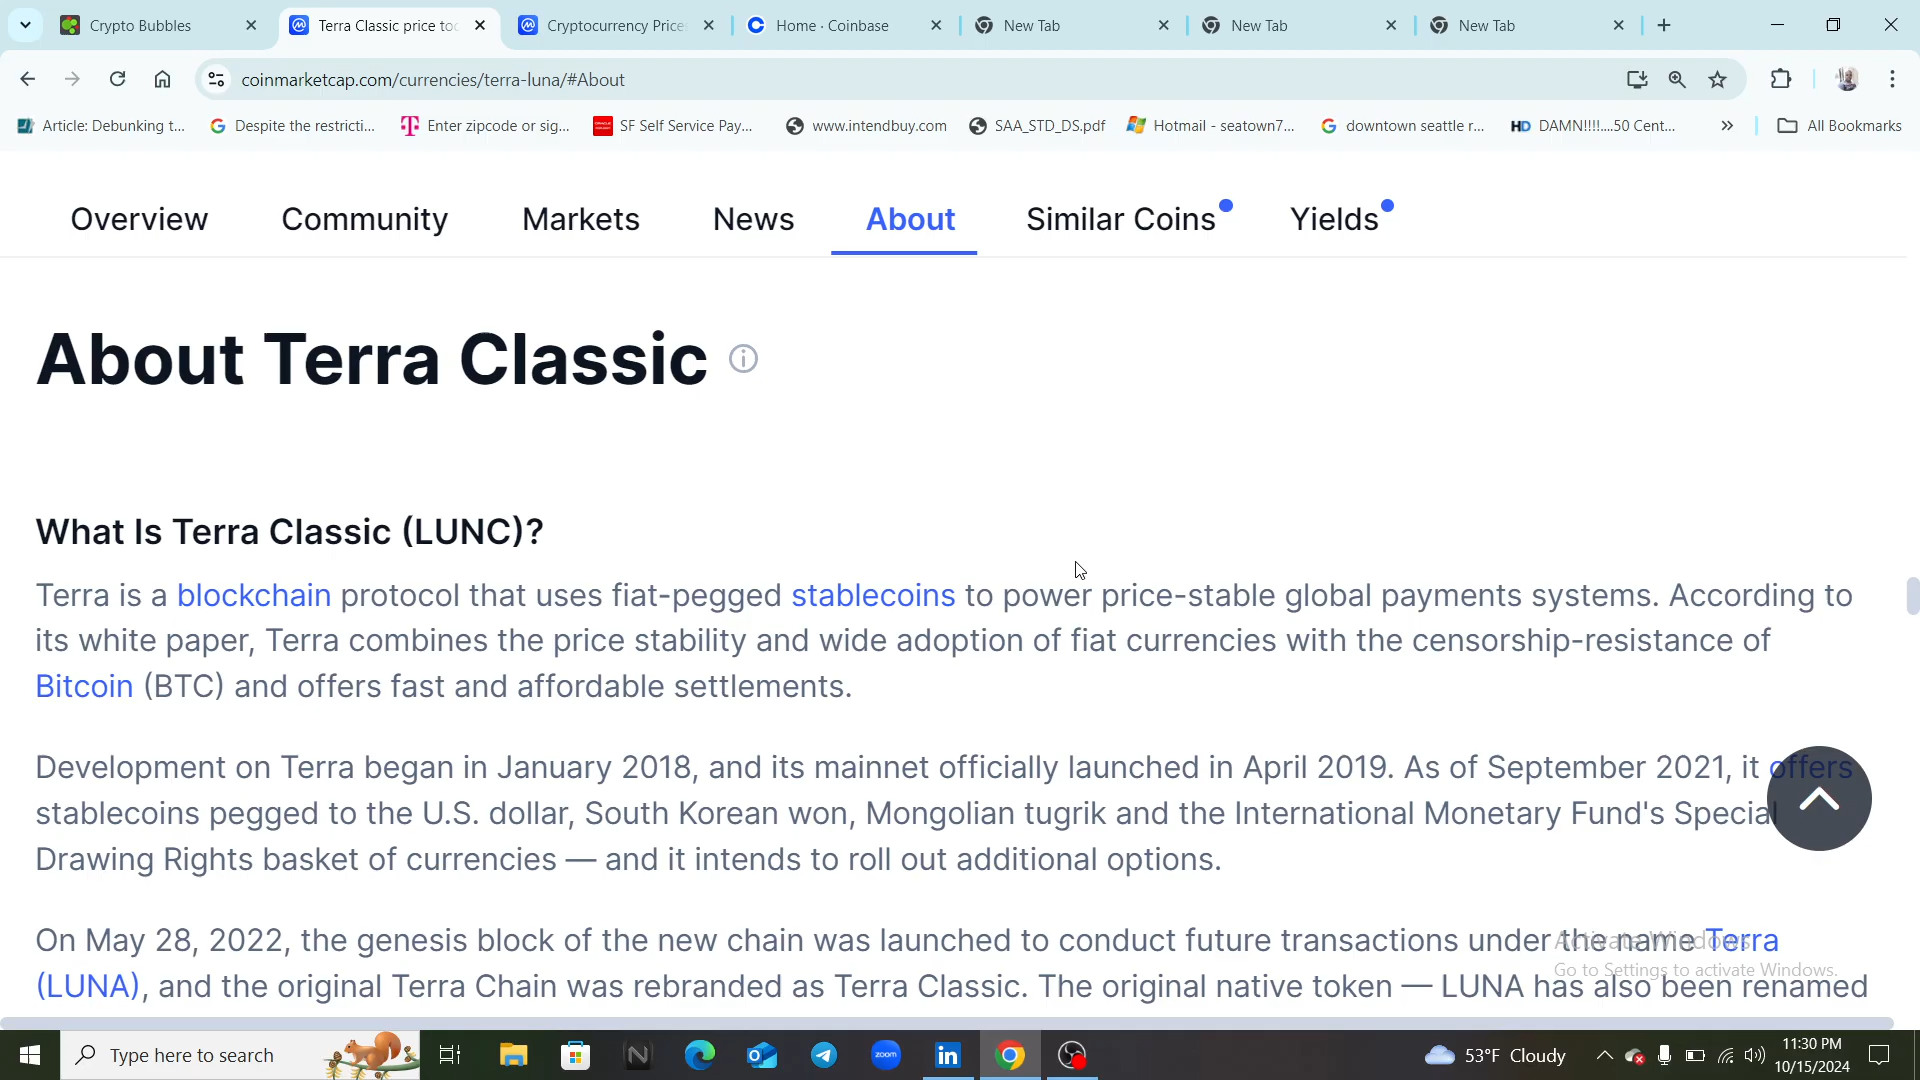 Crypto Bubbles
Terra Classic price too
Cryptocurrency Prices
Home · Coinbase
New Tab
New Tab
New Tab
coinmarketcap.com/currencies/terra-luna/#About
Article: Debunking t...
Despite the restricti...
Enter zipcode or sig...
SF Self Service Pay...
www.intendbuy.com
SAA_STD_DS.pdf
Hotmail - seatown7...
downtown seattle r...
HD DAMN!!!!....50 Cent...
»
All Bookmarks
Overview
Community
Markets
News
About
Similar Coins
Yields
About Terra Classic
What Is Terra Classic (LUNC)?
Terra is a blockchain protocol that uses fiat-pegged stablecoins to power price-stable global payments systems. According to
its white paper, Terra combines the price stability and wide adoption of fiat currencies with the censorship-resistance of
Bitcoin (BTC) and offers fast and affordable settlements.
Development on Terra began in January 2018, and its mainnet officially launched in April 2019. As of September 2021, it offers
stablecoins pegged to the U.S. dollar, South Korean won, Mongolian tugrik and the International Monetary Fund's Special
Drawing Rights basket of currencies — and it intends to roll out additional options.
On May 28, 2022, the genesis block of the new chain was launched to conduct future transactions under the name Terra
(LUNA), and the original Terra Chain was rebranded as Terra Classic. The original native token — LUNA has also been renamed
Activate Windows
Go to Settings to activate Windows.
Type here to search
zoom
53°F Cloudy
11:30 PM
10/15/2024